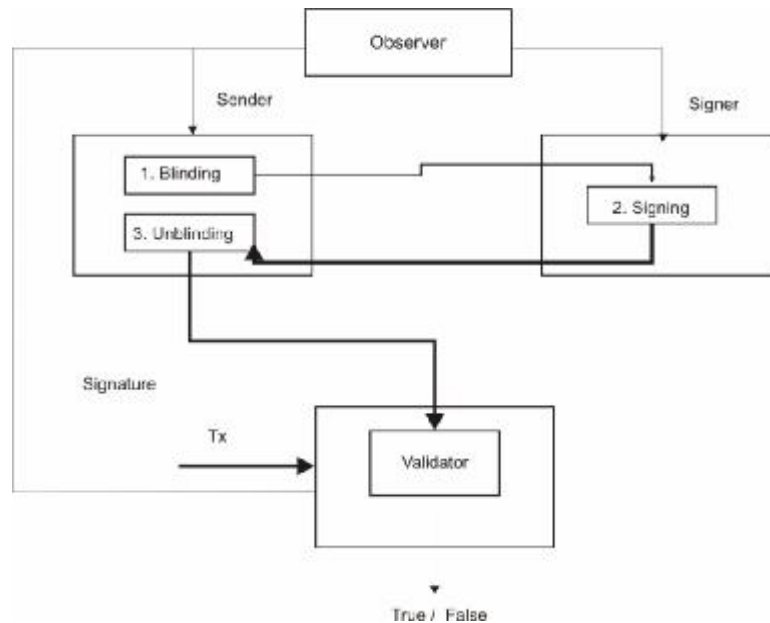 Observer
Sender
Signer
1. Blinding
2. Signing
3. Unblinding
Signature
Tx
Validator
True / False